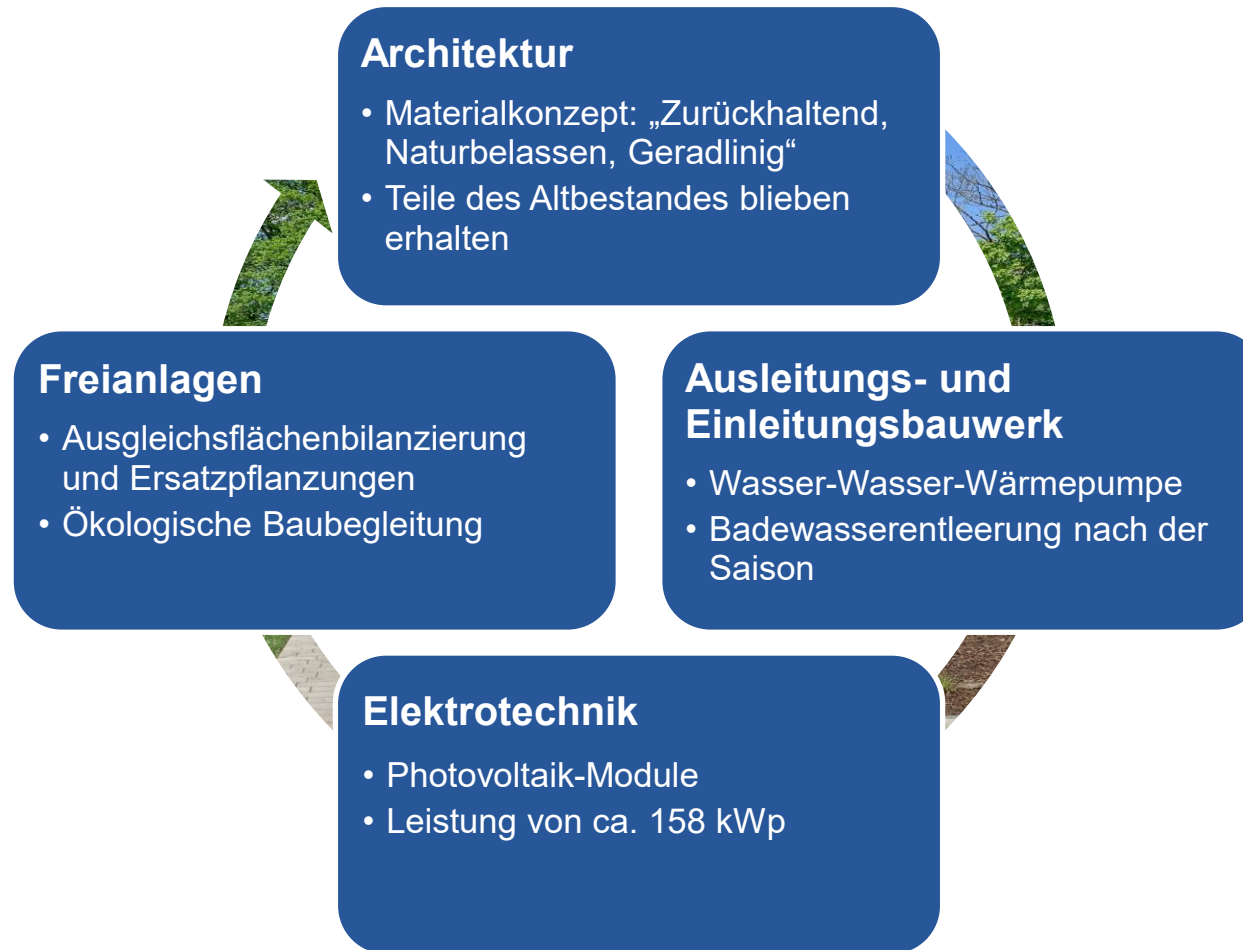 Architektur
• Materialkonzept: „Zurückhaltend,
Naturbelassen, Geradlinig“
• Teile des Altbestandes blieben
erhalten
Freianlagen
• Ausgleichsflächenbilanzierung
und Ersatzpflanzungen
• Ökologische Baubegleitung
Ausleitungs- und
Einleitungsbauwerk
• Wasser-Wasser-Wärmepumpe
• Badewasserentleerung nach der
Saison
Elektrotechnik
• Photovoltaik-Module
• Leistung von ca. 158 kWp